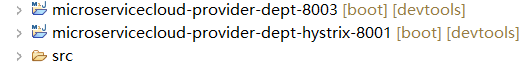 microservicecloud-provider-dept-8003 [boot] [devtools]
microservicecloud-provider-dept-hystrix-8001 [boot] [devtools]
src